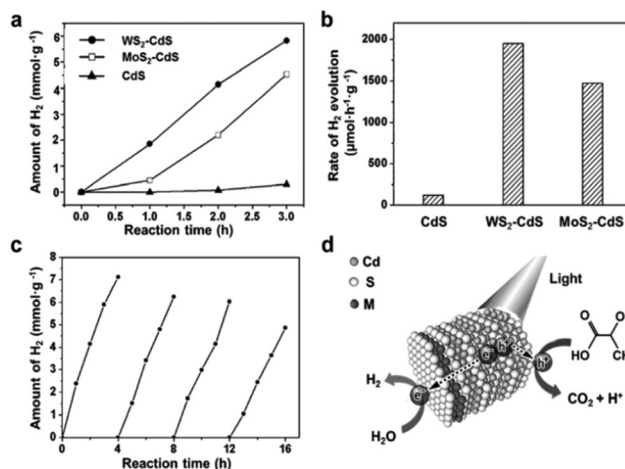 a
Amount of H₂ (mmol·g⁻¹)
6
5
4
3
2
1
0
WS₂-CdS
MoS₂-CdS
CdS
0.0 0.5 1.0 1.5 2.0 2.5 3.0
Reaction time (h)
b
Rate of H₂ evolution
(μmol·h⁻¹·g⁻¹)
2000
1500
1000
500
0
CdS WS₂-CdS MoS₂-CdS
c
Amount of H₂ (mmol·g⁻¹)
8
7
6
5
4
3
2
1
0
0 4 8 12 16
Reaction time (h)
d
Cd
S
M
Light
e⁻ h⁺
h⁺
e⁻
H₂
H₂O
O
HO
CO₂ + H⁺